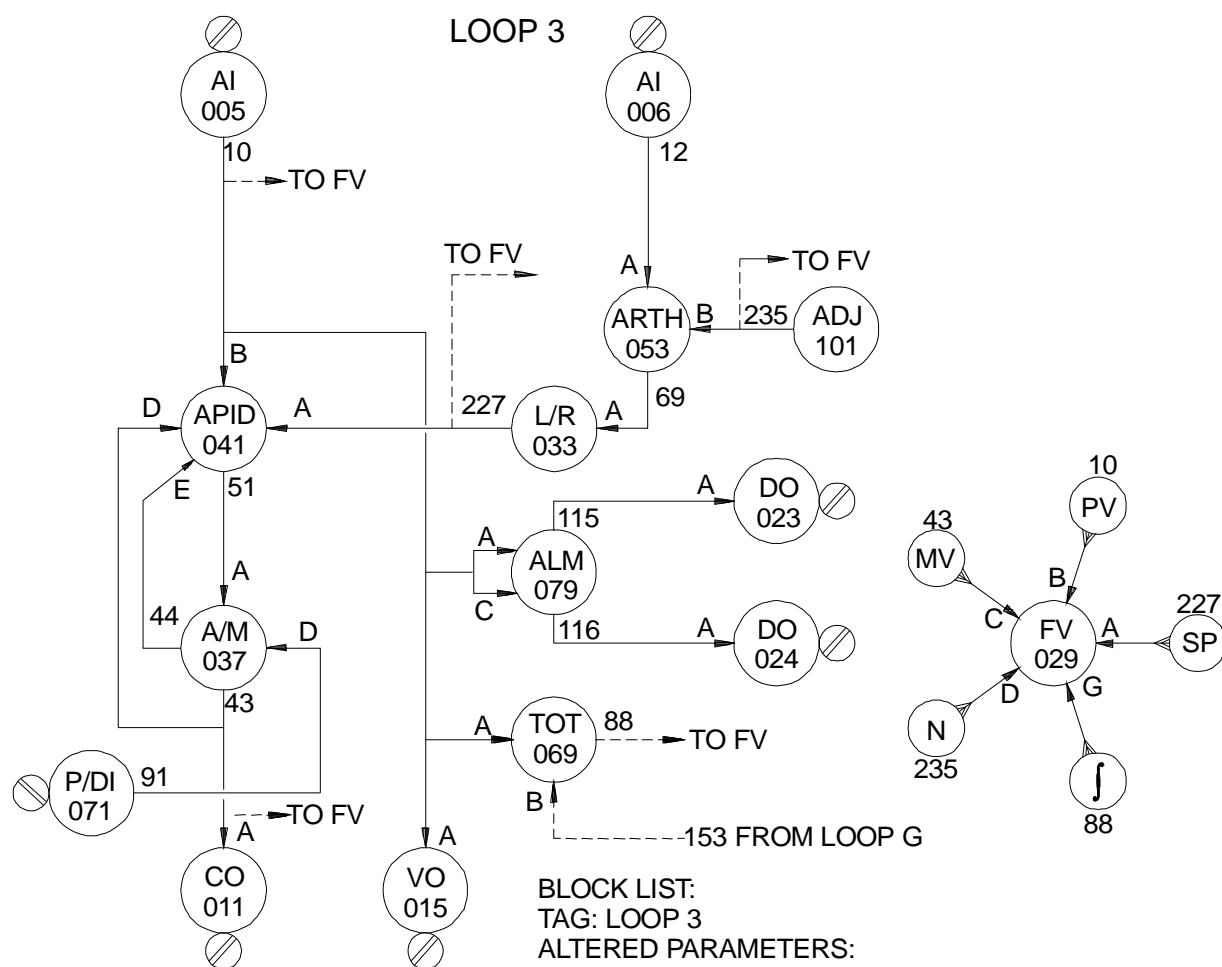 LOOP 3
AI
005
AI
006
10
12
TO FV
TO FV
TO FV
A
ARTH
053
B
235
ADJ
101
B
69
D
APID
041
A
227
L/R
033
A
E
51
115
A
DO
023
10
PV
43
MV
A
ALM
079
C
A
B
227
44
A/M
037
D
116
A
DO
024
C
FV
029
A
SP
43
D
G
N
235
A
TOT
069
88
TO FV
P/DI
071
91
∫
88
TO FV
B
153 FROM LOOP G
A
A
CO
011
VO
015
BLOCK LIST:
TAG: LOOP 3
ALTERED PARAMETERS: